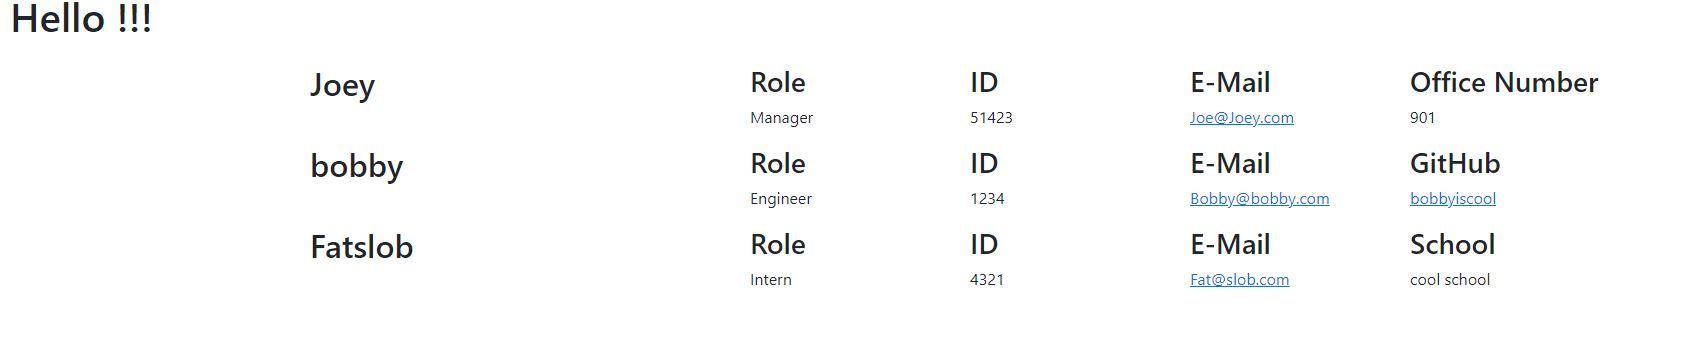 Hello !!!
Joey Role ID E-Mail Office Number
Manager 51423 Joe@Joey.com 901
bobby Role ID E-Mail GitHub
Engineer 1234 Bobby@bobby.com bobbyiscool
Fatslob Role ID E-Mail School
Intern 4321 Fat@slob.com cool school